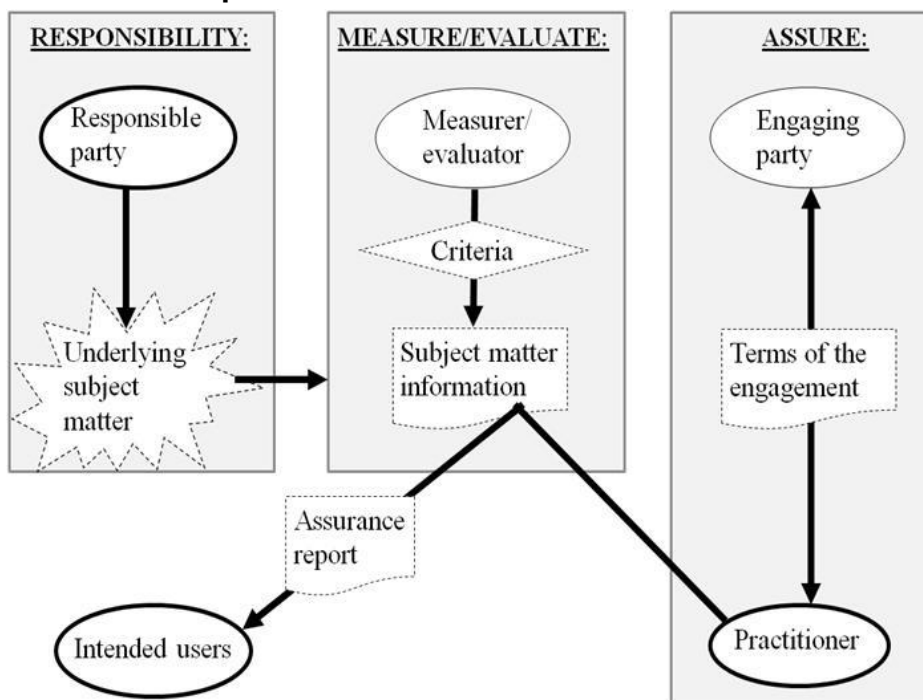 RESPONSIBILITY:
MEASURE/EVALUATE:
ASSURE:
Responsible
party
Measurer/
evaluator
Engaging
party
Criteria
Underlying
subject
matter
Subject matter
information
Terms of the
engagement
Assurance
report
Intended users
Practitioner